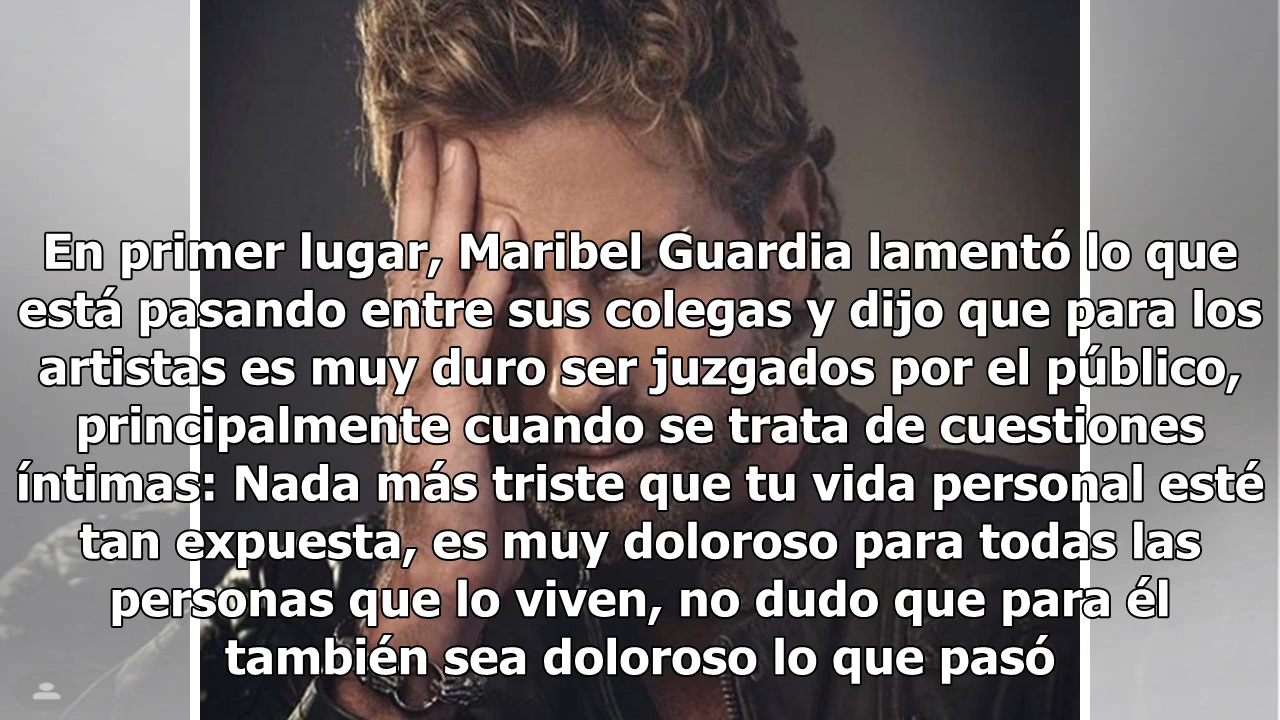 En primer lugar, Maribel Guardia lamentó lo que
está pasando entre sus colegas y dijo que para los
artistas es muy duro ser juzgados por el público,
principalmente cuando se trata de cuestiones
íntimas: Nada más triste que tu vida personal esté
tan expuesta, es muy doloroso para todas las
personas que lo viven, no dudo que para él
también sea doloroso lo que pasó